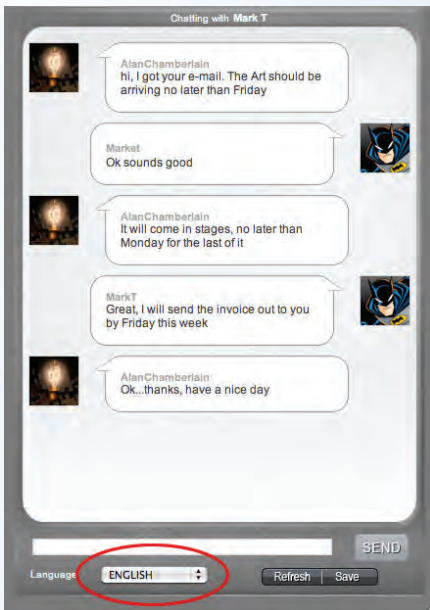 Chatting with Mark T
AlanChamberlain
hi, I got your e-mail. The Art should be
arriving no later than Friday
Market
Ok sounds good
AlanChamberlain
It will come in stages, no later than
Monday for the last of it
MarkT
Great, I will send the invoice out to you
by Friday this week
AlanChamberlain
Ok...thanks, have a nice day
SEND
Language ENGLISH Refresh | Save